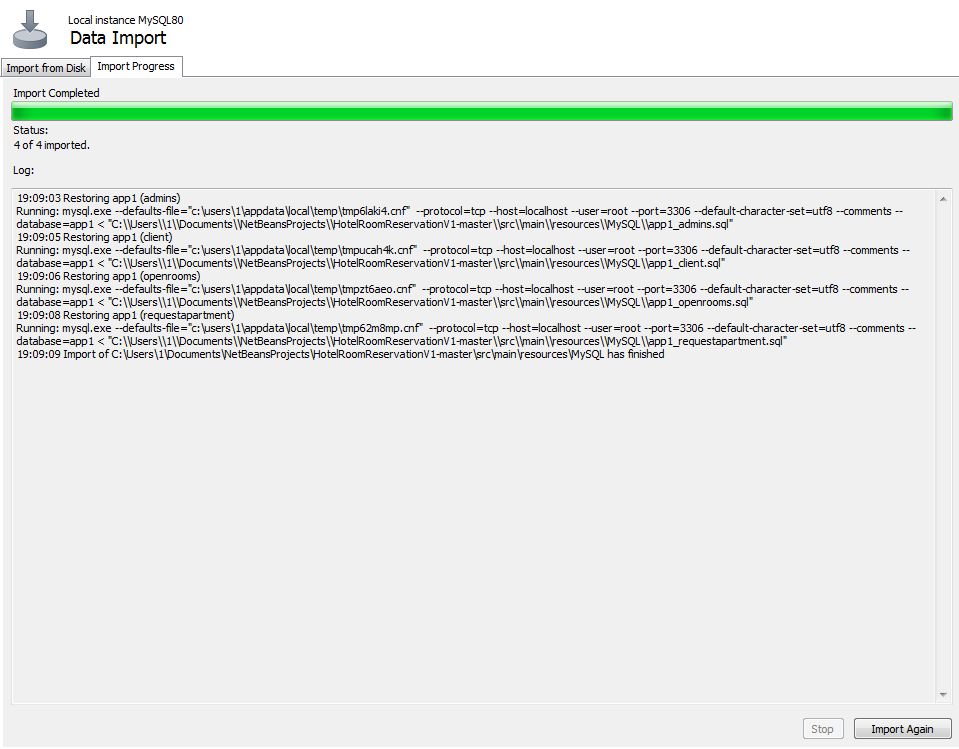 Local instance MySQL80
Data Import
Import from Disk
Import Progress
Import Completed
Status:
4 of 4 imported.
Log:
19:09:03 Restoring app1 (admins)
Running: mysql.exe --defaults-file="c:\users\1\appdata\local\temp\tmp6laki4.cnf"  --protocol=tcp --host=localhost --user=root --port=3306 --default-character-set=utf8 --comments --
database=app1 < "C:\\Users\\1\\Documents\\NetBeansProjects\\HotelRoomReservationV1-master\\src\\main\\resources\\MySQL\\app1_admins.sql"
19:09:05 Restoring app1 (client)
Running: mysql.exe --defaults-file="c:\users\1\appdata\local\temp\tmpucah4k.cnf"  --protocol=tcp --host=localhost --user=root --port=3306 --default-character-set=utf8 --comments --
database=app1 < "C:\\Users\\1\\Documents\\NetBeansProjects\\HotelRoomReservationV1-master\\src\\main\\resources\\MySQL\\app1_client.sql"
19:09:06 Restoring app1 (openrooms)
Running: mysql.exe --defaults-file="c:\users\1\appdata\local\temp\tmpzt6aeo.cnf"  --protocol=tcp --host=localhost --user=root --port=3306 --default-character-set=utf8 --comments --
database=app1 < "C:\\Users\\1\\Documents\\NetBeansProjects\\HotelRoomReservationV1-master\\src\\main\\resources\\MySQL\\app1_openrooms.sql"
19:09:08 Restoring app1 (requestapartment)
Running: mysql.exe --defaults-file="c:\users\1\appdata\local\temp\tmp62m8mp.cnf"  --protocol=tcp --host=localhost --user=root --port=3306 --default-character-set=utf8 --comments --
database=app1 < "C:\\Users\\1\\Documents\\NetBeansProjects\\HotelRoomReservationV1-master\\src\\main\\resources\\MySQL\\app1_requestapartment.sql"
19:09:09 Import of C:\Users\1\Documents\NetBeansProjects\HotelRoomReservationV1-master\src\main\resources\MySQL has finished
Stop
Import Again